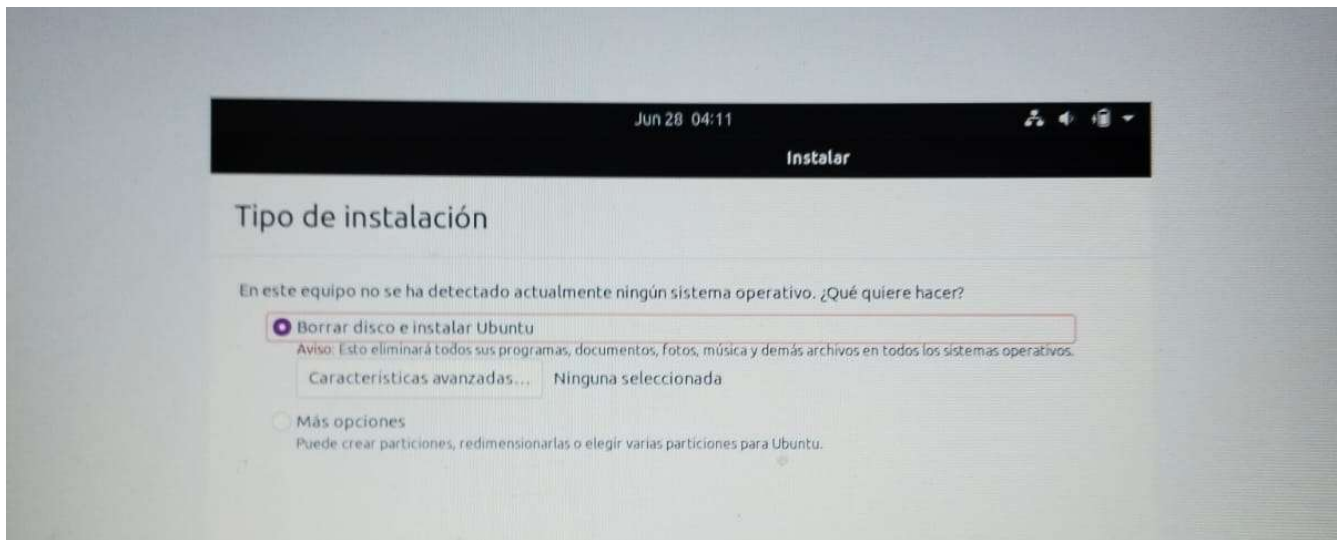 Jun 28 04:11
Instalar
Tipo de instalación
En este equipo no se ha detectado actualmente ningún sistema operativo. ¿Qué quiere hacer?
Borrar disco e instalar Ubuntu
Aviso: Esto eliminará todos sus programas, documentos, fotos, música y demás archivos en todos los sistemas operativos.
Características avanzadas... Ninguna seleccionada
Más opciones
Puede crear particiones, redimensionarlas o elegir varias particiones para Ubuntu.